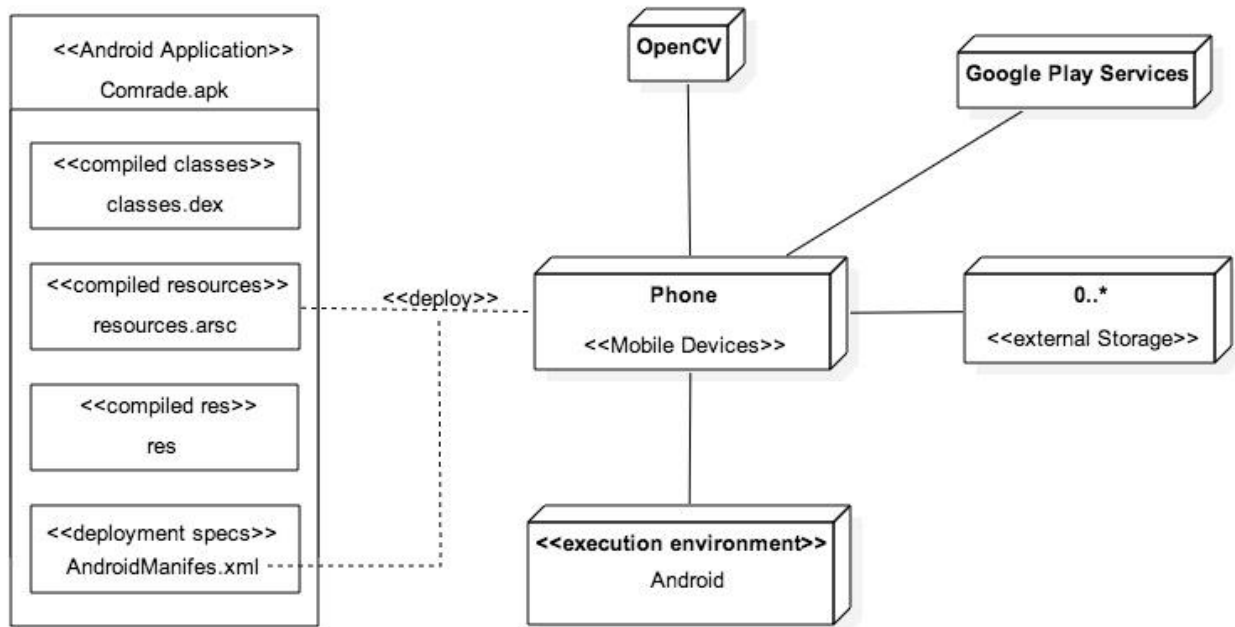 <<Android Application>>
Comrade.apk
<<compiled classes>>
classes.dex
<<compiled resources>>
resources.arsc
<<compiled res>>
res
<<deployment specs>>
AndroidManifes.xml
<<deploy>>
OpenCV
Google Play Services
Phone
<<Mobile Devices>>
0..*
<<external Storage>>
<<execution environment>>
Android